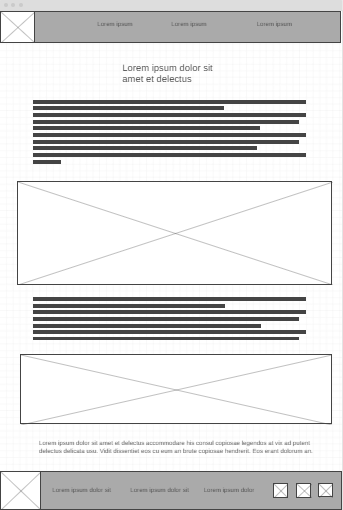 Lorem ipsum
Lorem ipsum
Lorem ipsum
Lorem ipsum dolor sit
amet et delectus
Lorem ipsum dolor sit amet et delectus accommodare his consul copiosae legendos at vix ad putent
delectus delicata usu. Vidit dissentiet eos cu eum an brute copiosae hendrerit. Eos erant dolorum an.
Lorem ipsum dolor sit
Lorem ipsum dolor sit
Lorem ipsum dolor